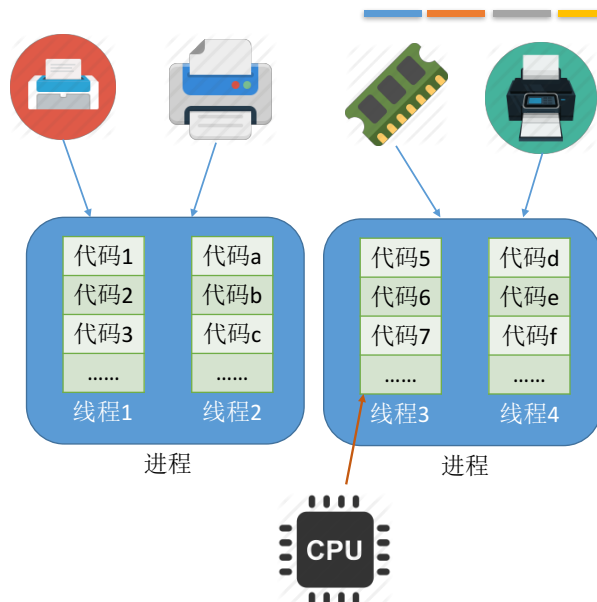 代码1
代码2
代码3
......
线程1
代码a
代码b
代码c
......
线程2
进程
代码5
代码6
代码7
......
线程3
代码d
代码e
代码f
......
线程4
进程
CPU